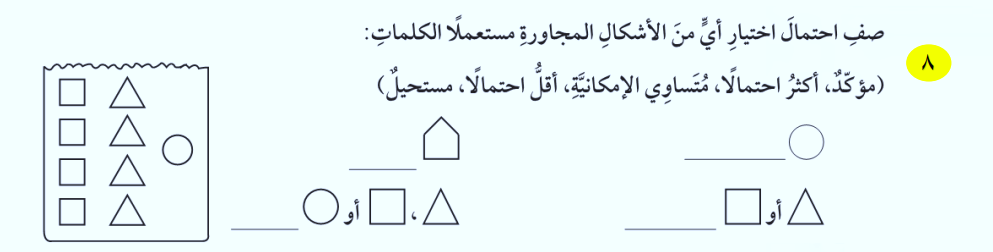 صفِ احتمالَ اختيارِ أيٍّ منَ الأشكالِ المجاورةِ مستعملًا الكلماتِ:
٨
(مؤكّدٌ، أكثرُ احتمالًا، مُتَساوِي الإمكانيَّةِ، أقلُّ احتمالًا، مستحيلٌ)
أو
، أو